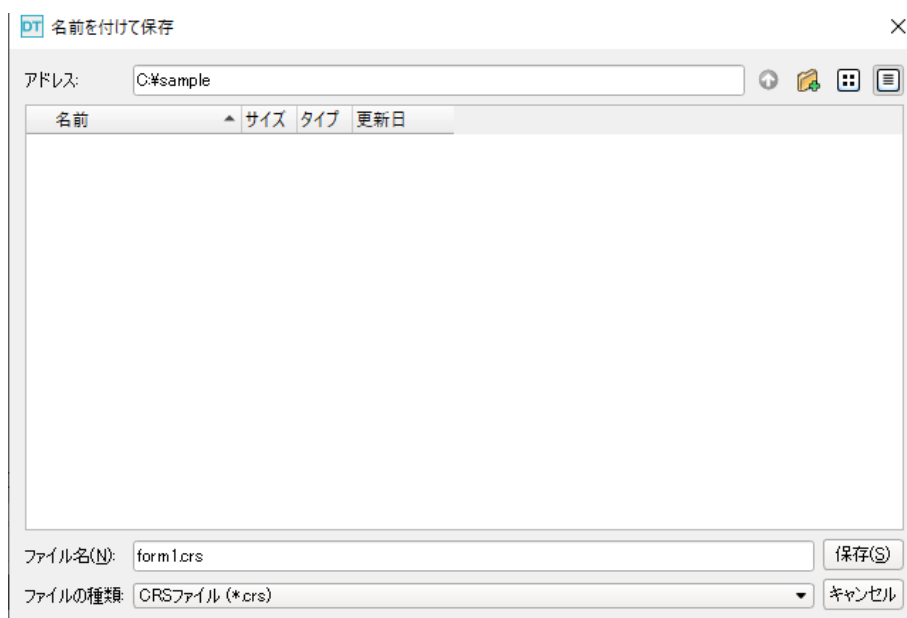 DT 名前を付けて保存
アドレス: C:¥sample
名前 サイズ タイプ 更新日
ファイル名(N): form1.crs 保存(S)
ファイルの種類: CRSファイル (*.crs) キャンセル